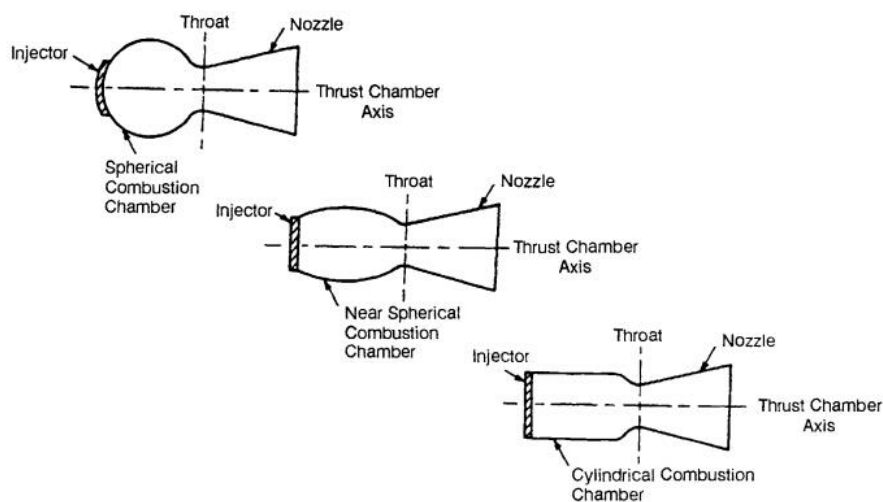 Throat
Nozzle
Injector
Thrust Chamber
Axis
Spherical
Combustion
Chamber
Throat
Nozzle
Injector
Thrust Chamber
Axis
Near Spherical
Combustion
Chamber
Throat
Nozzle
Injector
Thrust Chamber
Axis
Cylindrical Combustion
Chamber